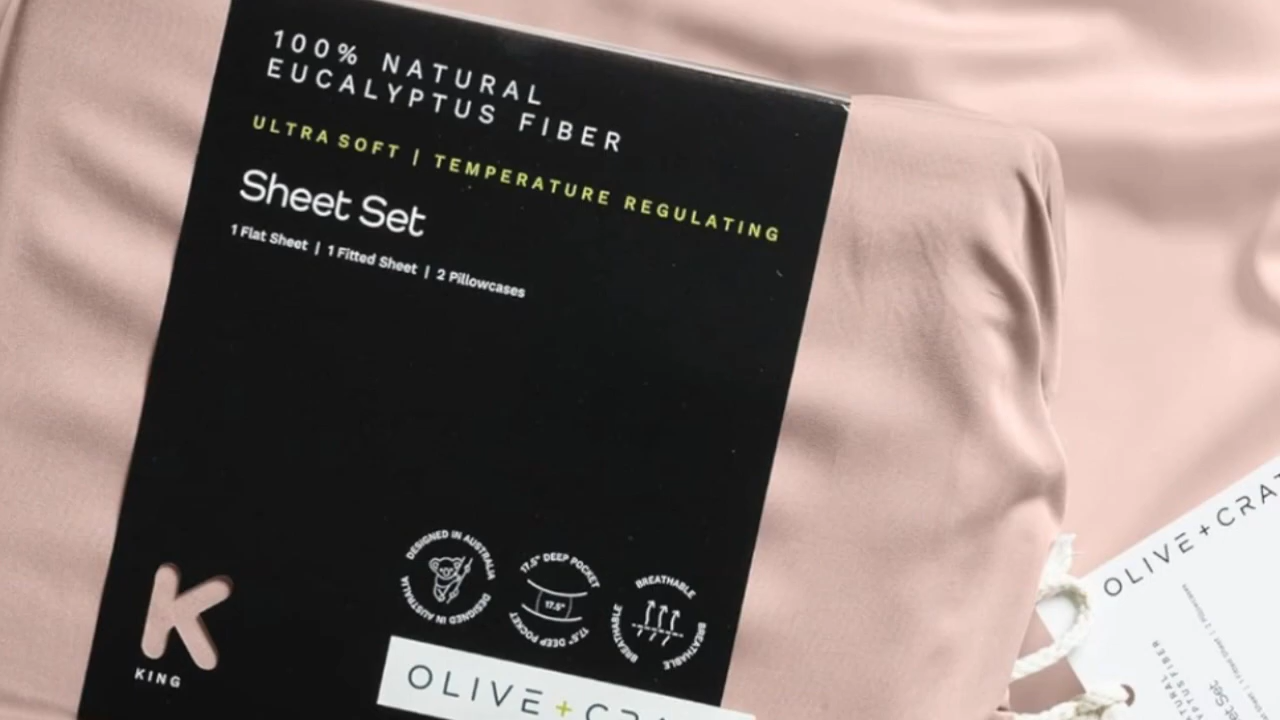 100% NATURAL
EUCALYPTUS FIBER
ULTRA SOFT | TEMPERATURE REGULATING
Sheet Set
1 Flat Sheet | 1 Fitted Sheet | 2 Pillowcases
DESIGNED IN AUSTRALIA
DESIGNED IN AUSTRALIA
17.5" DEEP POCKET
17.5"
17.5" DEEP POCKET
BREATHABLE
BREATHABLE
BREATHABLE
K
KING
OLIVE + CRA
OLIVE + CRAT